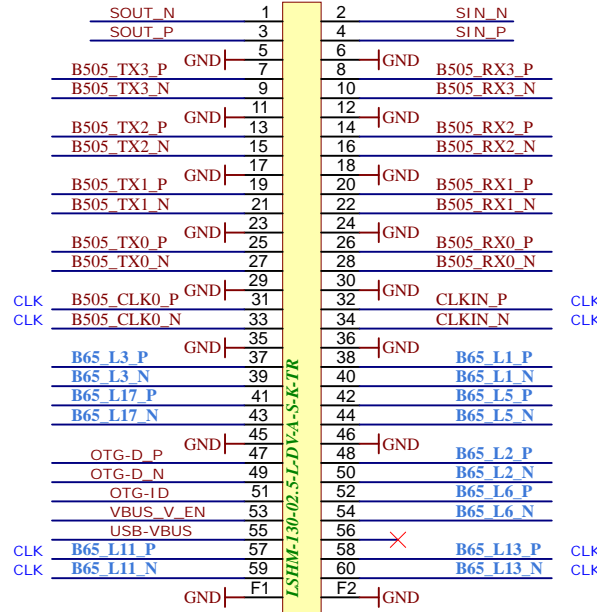 SOUT_N 1 2 SIN_N
SOUT_P 3 4 SIN_P
GND 5 6 GND
B505_TX3_P 7 8 B505_RX3_P
B505_TX3_N 9 10 B505_RX3_N
GND 11 12 GND
B505_TX2_P 13 14 B505_RX2_P
B505_TX2_N 15 16 B505_RX2_N
GND 17 18 GND
B505_TX1_P 19 20 B505_RX1_P
B505_TX1_N 21 22 B505_RX1_N
GND 23 24 GND
B505_TX0_P 25 26 B505_RX0_P
B505_TX0_N 27 28 B505_RX0_N
GND 29 30 GND
CLK B505_CLK0_P 31 32 CLKIN_P CLK
CLK B505_CLK0_N 33 34 CLKIN_N CLK
GND 35 36 GND
B65_L3_P 37 38 B65_L1_P
B65_L3_N 39 40 B65_L1_N
B65_L17_P 41 42 B65_L5_P
B65_L17_N 43 44 B65_L5_N
GND 45 46 GND
OTG-D_P 47 48 B65_L2_P
OTG-D_N 49 50 B65_L2_N
OTG-ID 51 52 B65_L6_P
VBUS_V_EN 53 54 B65_L6_N
USB-VBUS 55 56
CLK B65_L11_P 57 58 B65_L13_P CLK
CLK B65_L11_N 59 60 B65_L13_N CLK
GND F1 F2 GND
LSHM-130-02.5-L-DV-A-S-K-TR